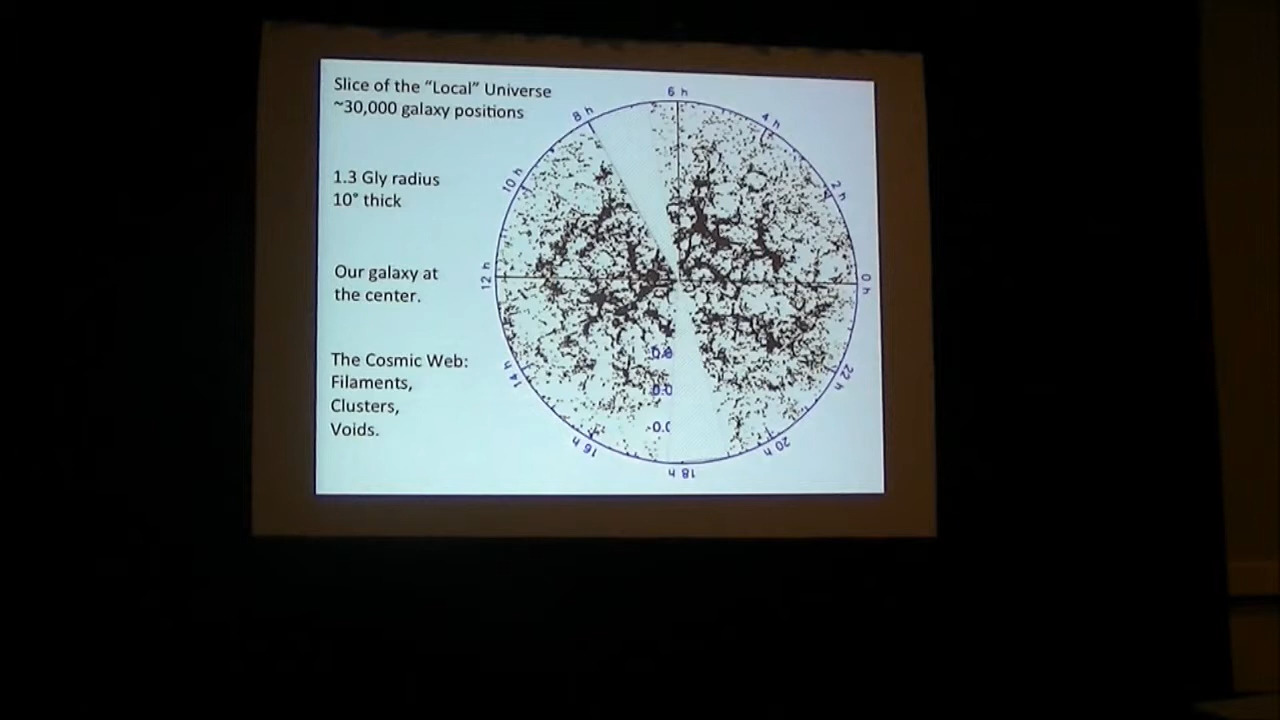 Slice of the “Local” Universe
~30,000 galaxy positions
1.3 Gly radius
10° thick
Our galaxy at
the center.
The Cosmic Web:
Filaments,
Clusters,
Voids.
6 h
4 h
2 h
0 h
22 h
20 h
18 h
16 h
14 h
12 h
10 h
8 h
0.0